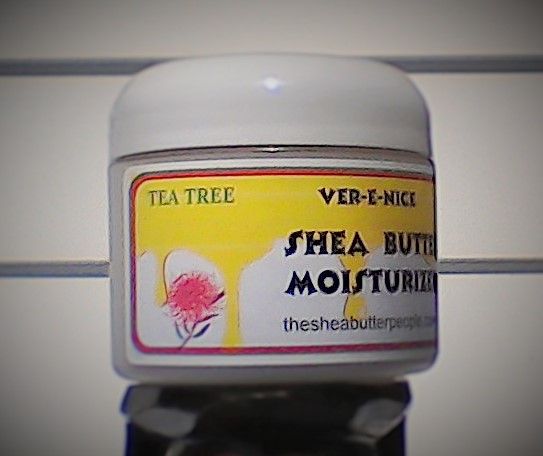 TEA TREE
VER-E-NICE
SHEA BUTTE
MOISTURIZE
thesheabutterpeople.co